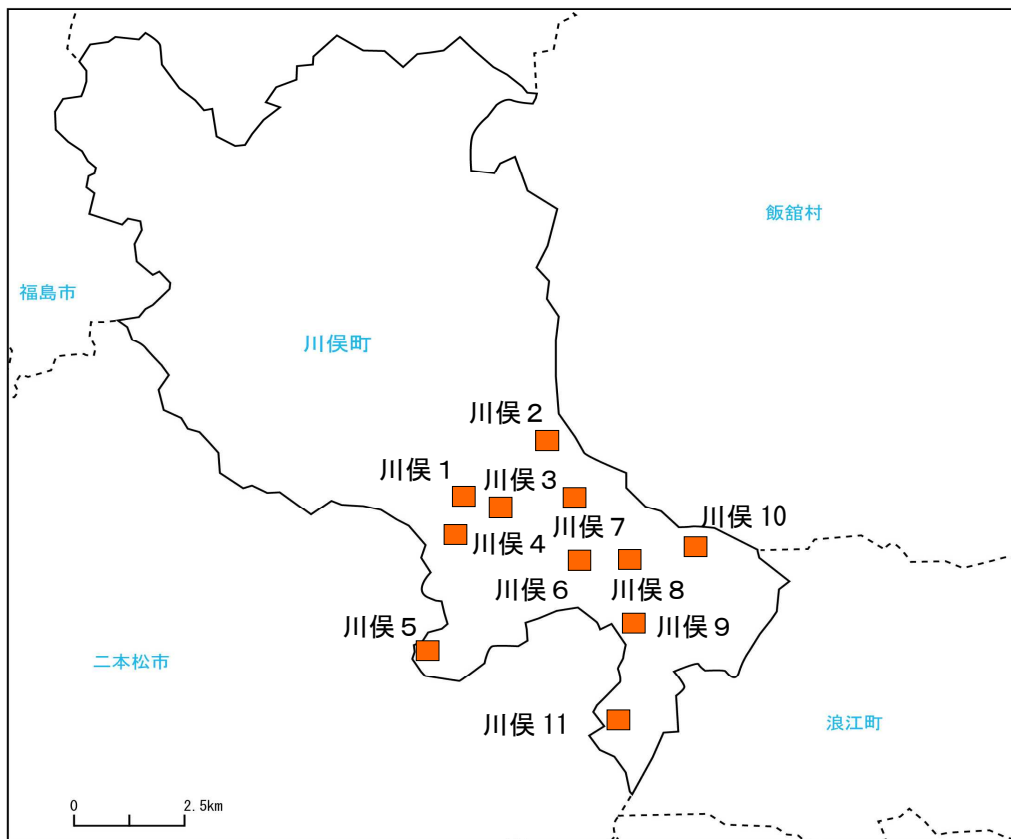 飯舘村
福島市
川俣町
川俣２
川俣１
川俣３
川俣７
川俣10
川俣４
川俣６
川俣８
川俣５
川俣９
二本松市
川俣11
浪江町
0 2.5km